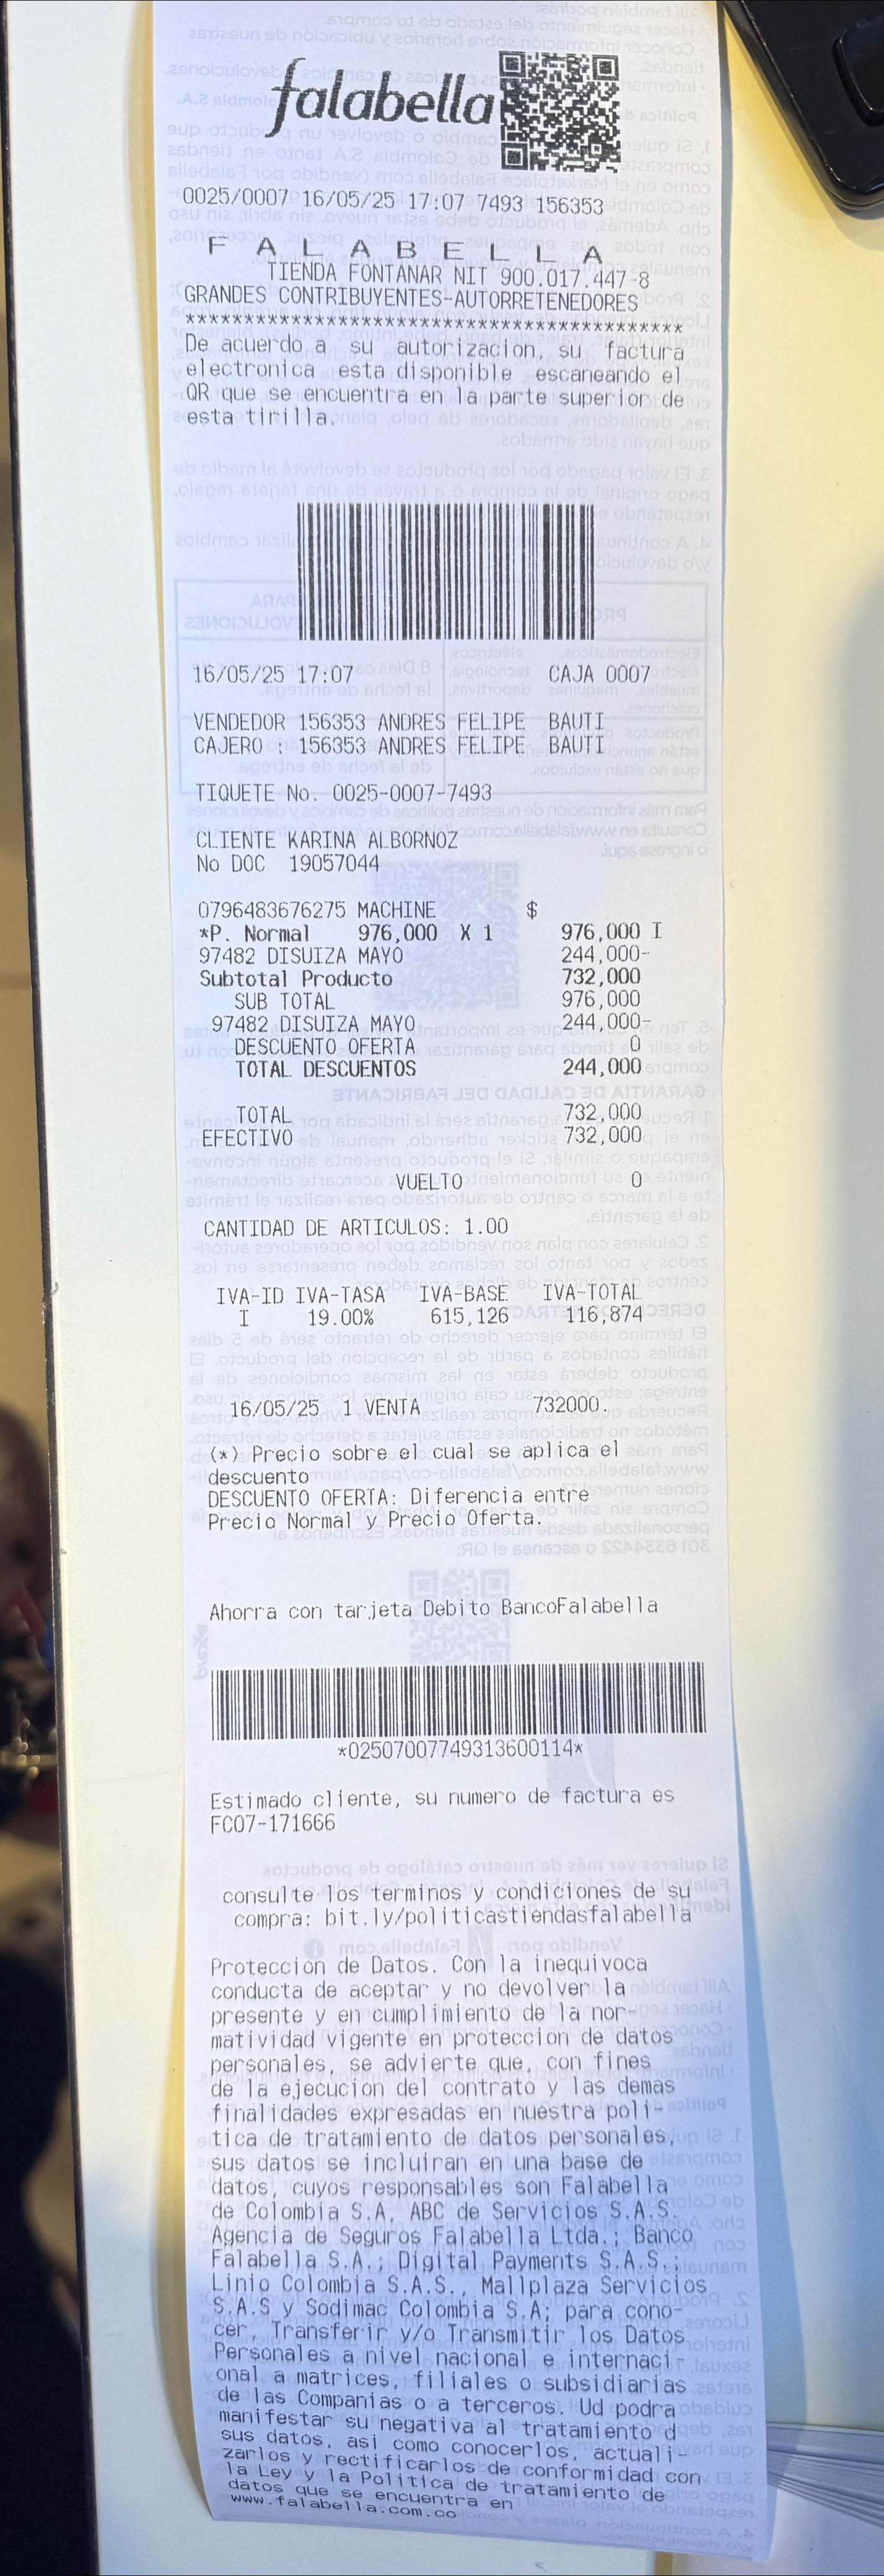 falabella
0025/0007 16/05/25 17:07 7493 156353
F A L A B E L L A
TIENDA FONTANAR NIT 900.017.447-8
GRANDES CONTRIBUYENTES-AUTORRETENEDORES
******************************************
De acuerdo a su autorizacion, su factura
electronica esta disponible escaneando el
QR que se encuentra en la parte superior de
esta tirilla.
16/05/25 17:07 CAJA 0007
VENDEDOR 156353 ANDRES FELIPE BAUTI
CAJERO : 156353 ANDRES FELIPE BAUTI
TIQUETE No. 0025-0007-7493
CLIENTE KARINA ALBORNOZ
No DOC 19057044
0796483676275 MACHINE $
*P. Normal 976,000 X 1 976,000 I
97482 DISUIZA MAYO 244,000-
Subtotal Producto 732,000
SUB TOTAL 976,000
97482 DISUIZA MAYO 244,000-
DESCUENTO OFERTA 0
TOTAL DESCUENTOS 244,000
TOTAL 732,000
EFECTIVO 732,000
VUELTO 0
CANTIDAD DE ARTICULOS: 1.00
IVA-ID IVA-TASA IVA-BASE IVA-TOTAL
I 19.00% 615,126 116,874
16/05/25 1 VENTA 732000.
(*) Precio sobre el cual se aplica el
descuento
DESCUENTO OFERTA: Diferencia entre
Precio Normal y Precio Oferta.
Ahorra con tarjeta Debito BancoFalabella
*02507007749313600114*
Estimado cliente, su numero de factura es
FC07-171666
consulte los terminos y condiciones de su
compra: bit.ly/politicastiendasfalabella
Proteccion de Datos. Con la inequivoca
conducta de aceptar y no devolver la
presente y en cumplimiento de la nor-
matividad vigente en proteccion de datos
personales, se advierte que, con fines
de la ejecucion del contrato y las demas
finalidades expresadas en nuestra poli-
tica de tratamiento de datos personales,
sus datos se incluiran en una base de
datos, cuyos responsables son Falabella
de Colombia S.A, ABC de Servicios S.A.S.
Agencia de Seguros Falabella Ltda.; Banco
Falabella S.A.; Digital Payments S.A.S.;
Linio Colombia S.A.S., Mallplaza Servicios
S.A.S y Sodimac Colombia S.A; para cono-
cer, Transferir y/o Transmitir los Datos
Personales a nivel nacional e internaci-
onal a matrices, filiales o subsidiarias
de las Companias o a terceros. Ud podra
manifestar su negativa al tratamiento d
sus datos, asi como conocerlos, actuali-
zarlos y rectificarlos de conformidad con
la Ley y la Politica de tratamiento de
datos que se encuentra en
www.falabella.com.co